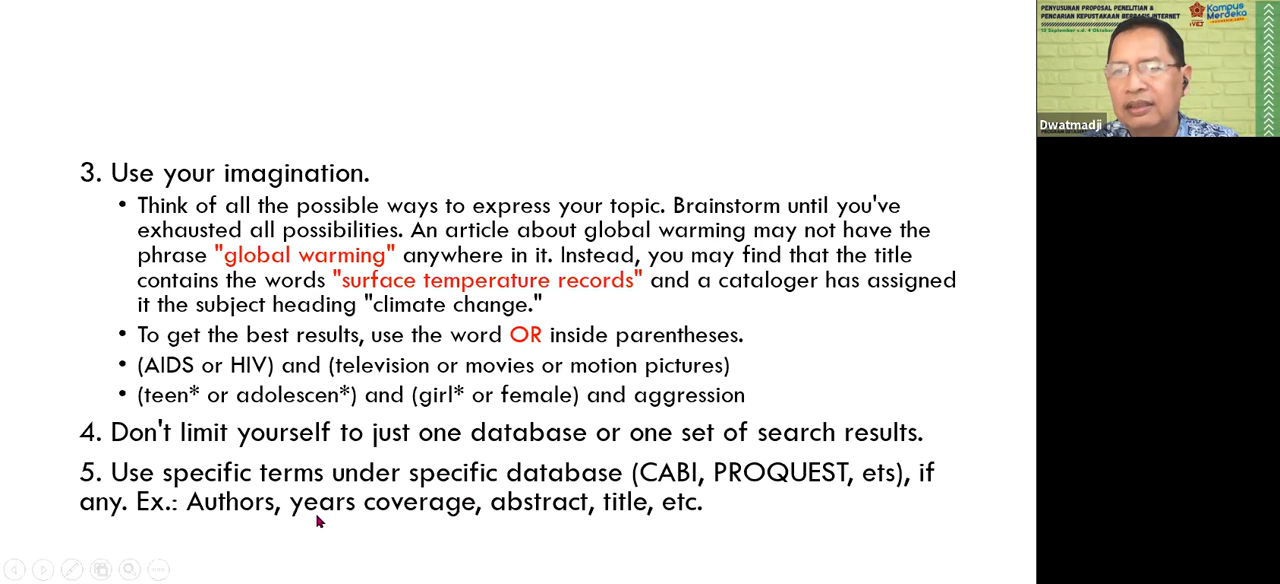 3. Use your imagination.
• Think of all the possible ways to express your topic. Brainstorm until you've
exhausted all possibilities. An article about global warming may not have the
phrase "global warming" anywhere in it. Instead, you may find that the title
contains the words "surface temperature records" and a cataloger has assigned
it the subject heading "climate change."
• To get the best results, use the word OR inside parentheses.
• (AIDS or HIV) and (television or movies or motion pictures)
• (teen* or adolescen*) and (girl* or female) and aggression
4. Don't limit yourself to just one database or one set of search results.
5. Use specific terms under specific database (CABI, PROQUEST, ets), if
any. Ex.: Authors, years coverage, abstract, title, etc.
PENYUSUNAN PROPOSAL PENELITIAN &
PENCARIAN KEPUSTAKAAN BERBASIS INTERNET
Kampus
Merdeka
Dwatmadji